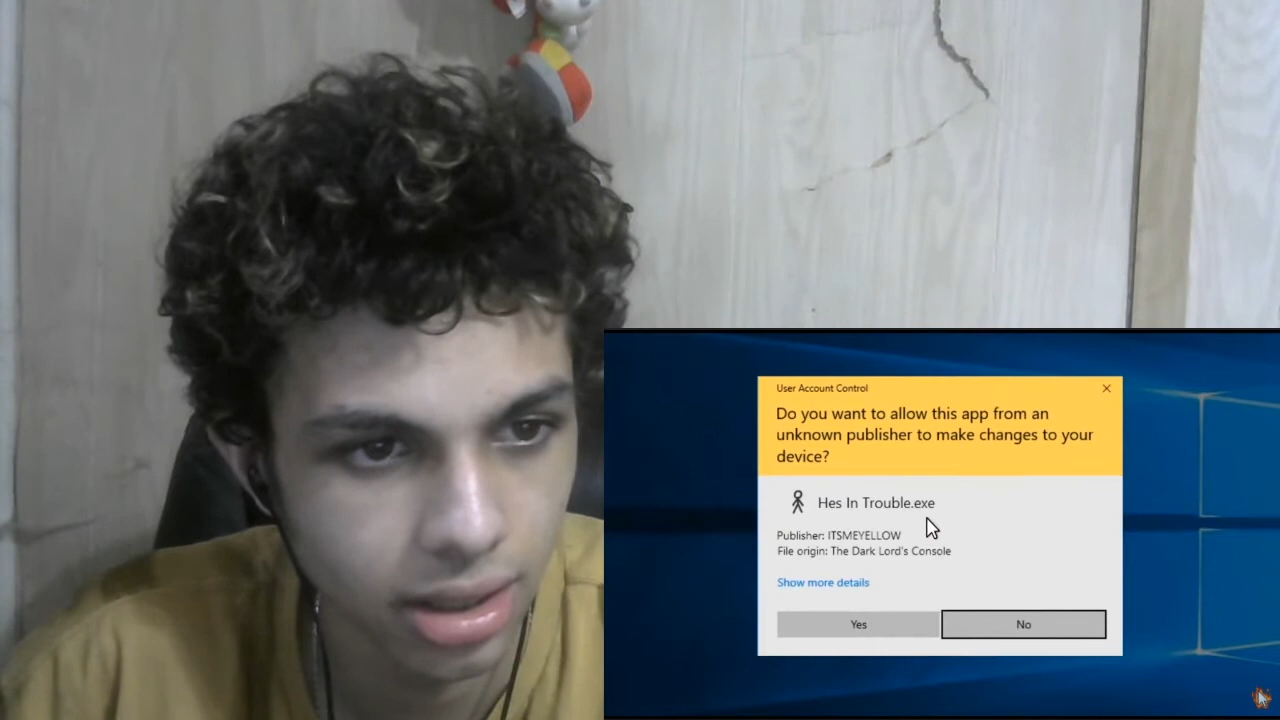 User Account Control
Do you want to allow this app from an
unknown publisher to make changes to your
device?
Hes In Trouble.exe
Publisher: ITSMEYELLOW
File origin: The Dark Lord's Console
Show more details
Yes
No